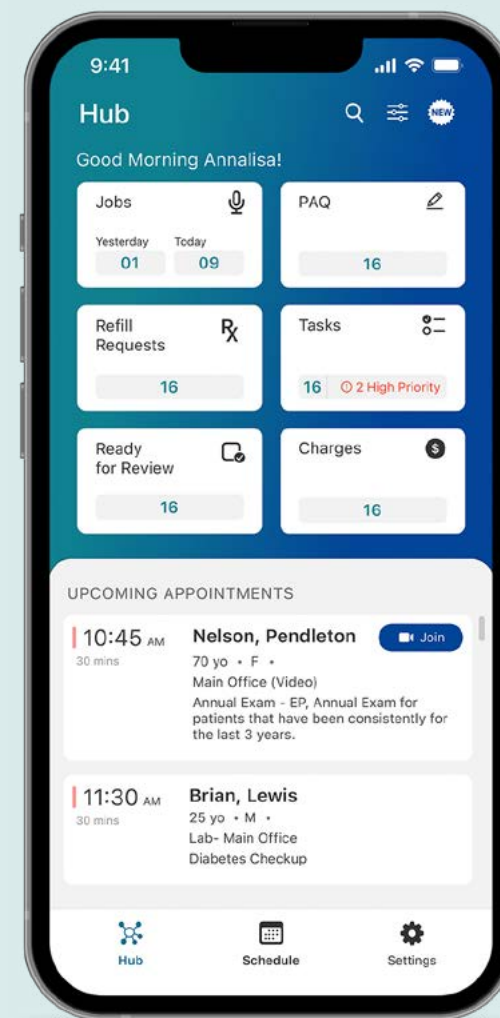 9:41
Hub
NEW
Good Morning Annalisa!
Jobs
Yesterday Today
01 09
PAQ
16
Refill
Requests
Rx
16
Tasks
16 2 High Priority
Ready
for Review
16
Charges
$
16
UPCOMING APPOINTMENTS
10:45 AM
30 mins
Nelson, Pendleton
Join
70 yo • F •
Main Office (Video)
Annual Exam - EP, Annual Exam for
patients that have been consistently for
the last 3 years.
11:30 AM
30 mins
Brian, Lewis
25 yo • M •
Lab- Main Office
Diabetes Checkup
Hub
Schedule
Settings